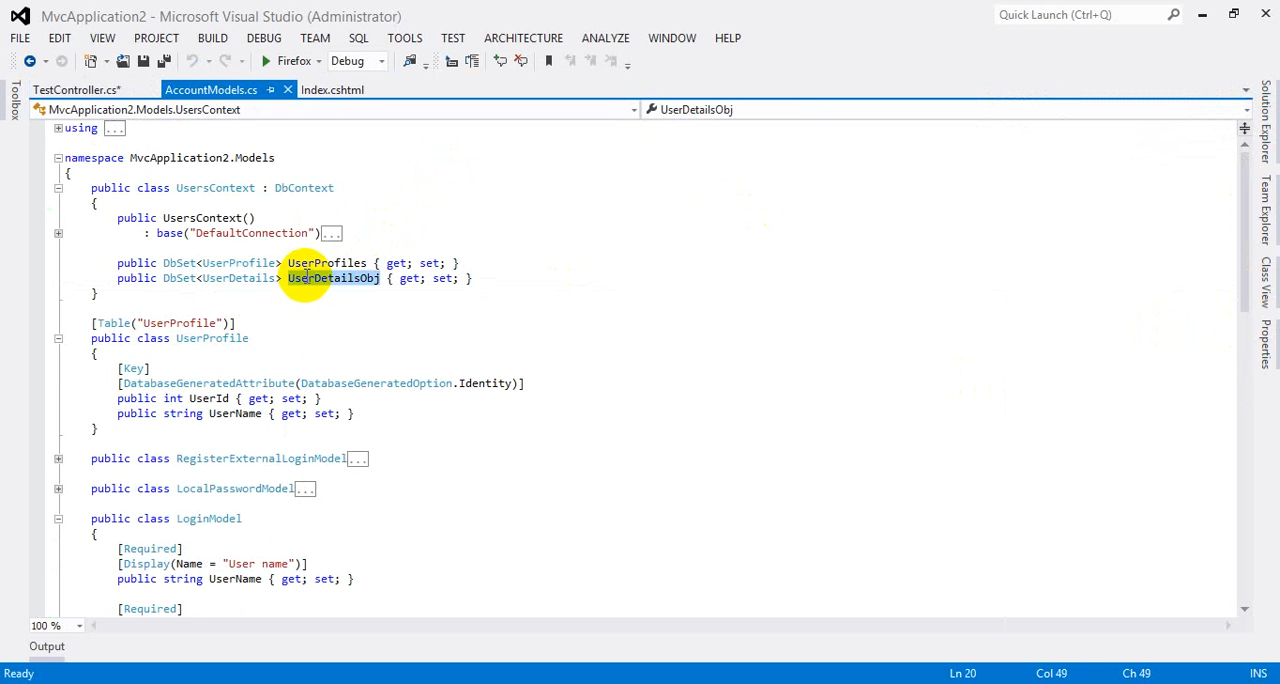 MvcApplication2 - Microsoft Visual Studio (Administrator)
Quick Launch (Ctrl+Q)
FILE EDIT VIEW PROJECT BUILD DEBUG TEAM SQL TOOLS TEST ARCHITECTURE ANALYZE WINDOW HELP
Firefox Debug
TestController.cs* AccountModels.cs Index.cshtml
MvcApplication2.Models.UsersContext UserDetailsObj
using ...
namespace MvcApplication2.Models
{
public class UsersContext : DbContext
{
public UsersContext()
: base("DefaultConnection")...
public DbSet<UserProfile> UserProfiles { get; set; }
public DbSet<UserDetails> UserDetailsObj { get; set; }
}
[Table("UserProfile")]
public class UserProfile
{
[Key]
[DatabaseGeneratedAttribute(DatabaseGeneratedOption.Identity)]
public int UserId { get; set; }
public string UserName { get; set; }
}
public class RegisterExternalLoginModel...
public class LocalPasswordModel...
public class LoginModel
{
[Required]
[Display(Name = "User name")]
public string UserName { get; set; }
[Required]
100 %
Output
Ready Ln 20 Col 49 Ch 49 INS
Toolbox
Solution Explorer
Team Explorer
Class View
Properties